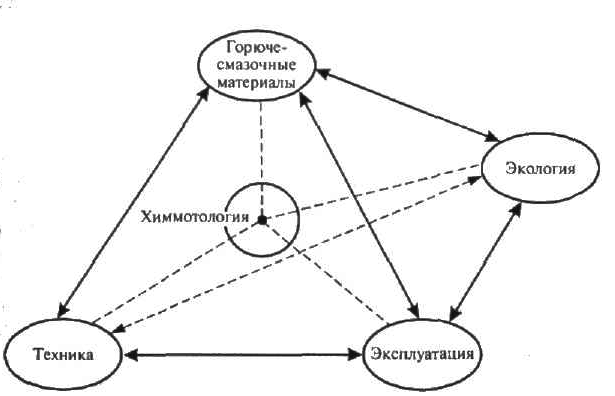 Горюче-
смазочные
материалы
Экология
Химмотология
Техника
Эксплуатация